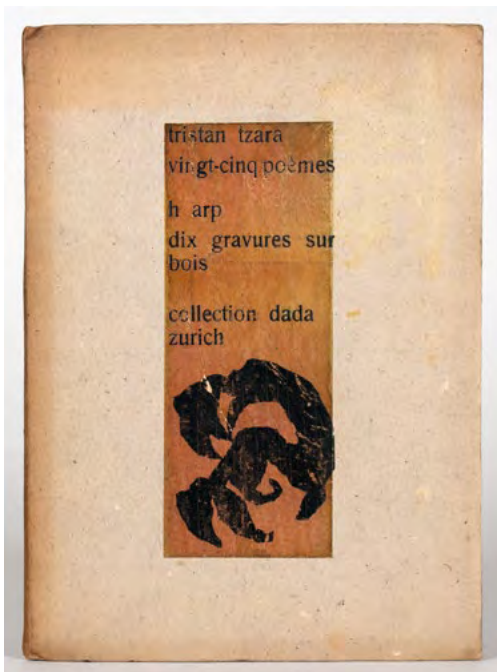 tristan tzara
vingt-cinq poèmes
h arp
dix gravures sur
bois
collection dada
zurich